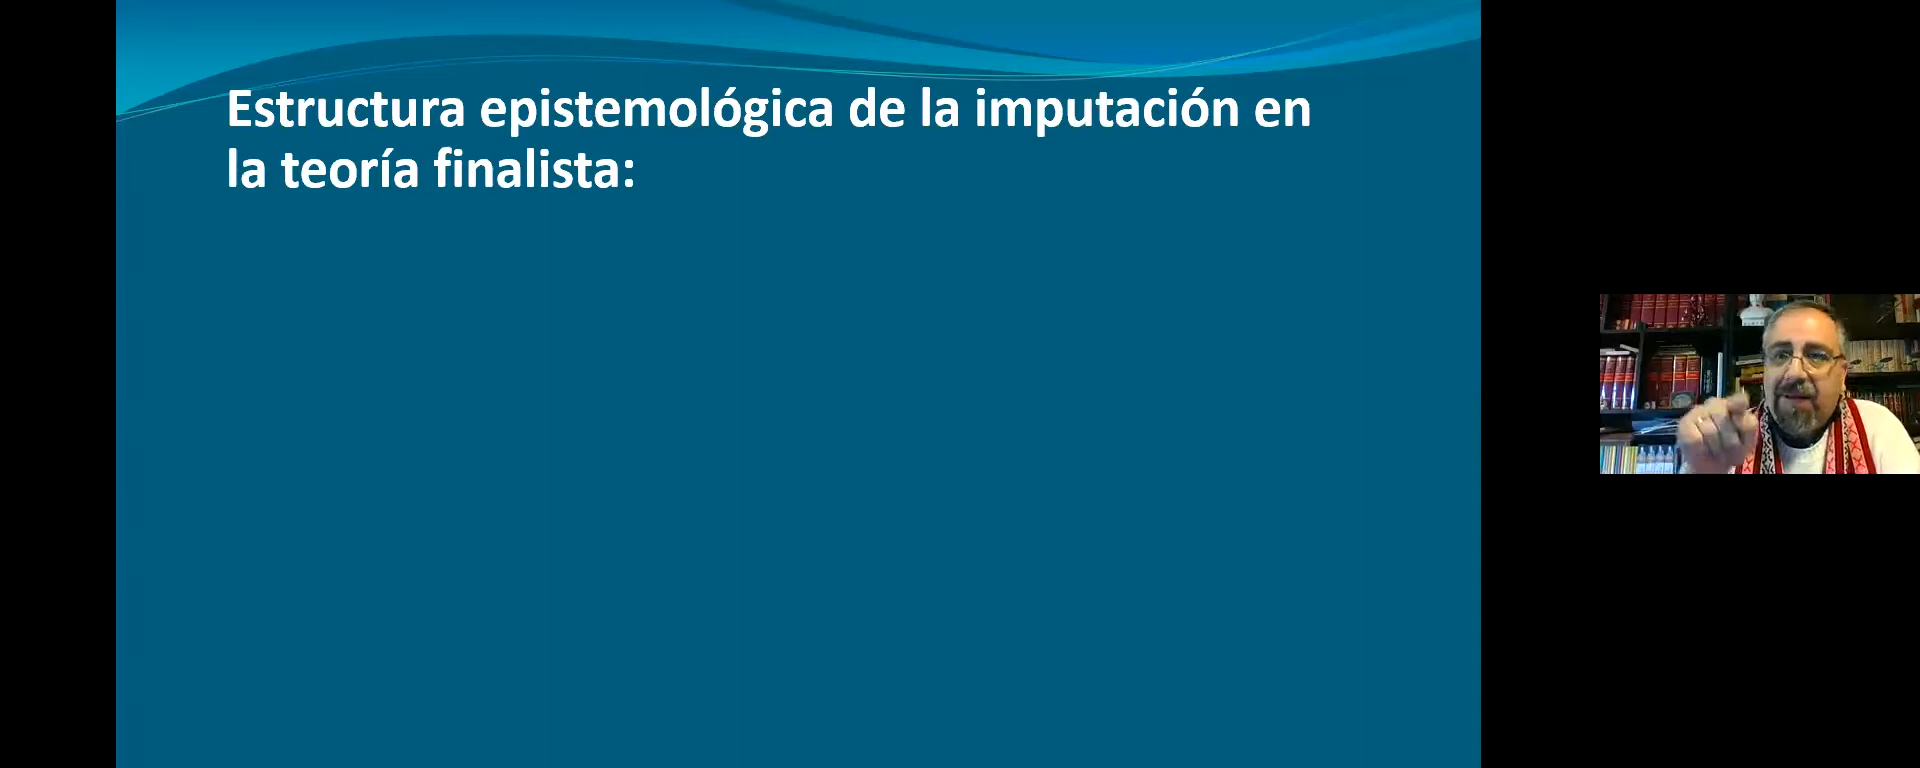 Estructura epistemológica de la imputación en
la teoría finalista: